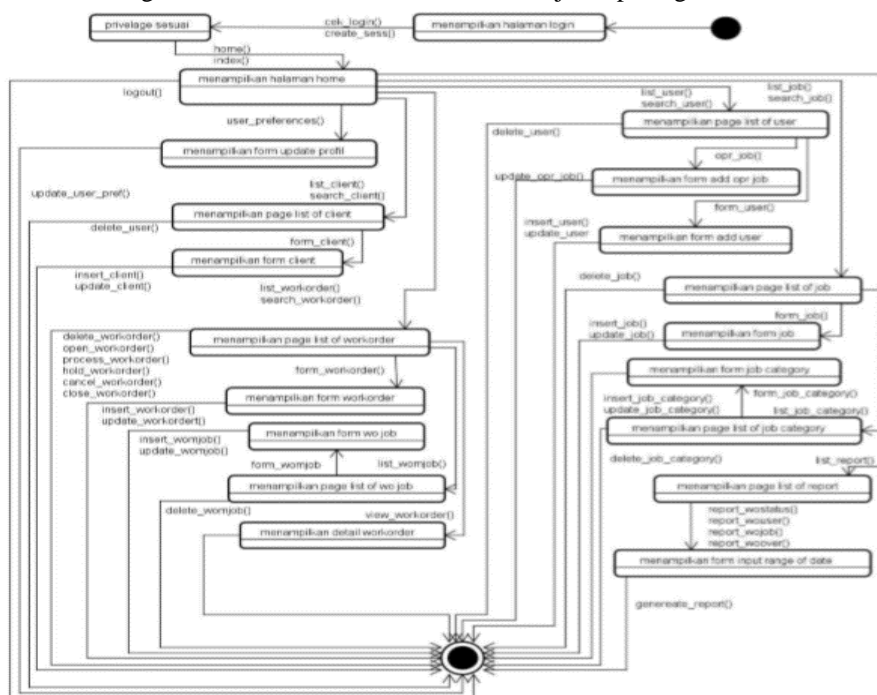 privelage sesuai
cek_login()
create_sess()
menampilkan halaman login
home()
index()
menampilkan halaman home
logout()
user_preferences()
menampilkan form update profil
update_user_pref()
list_client()
search_client()
menampilkan page list of client
delete_user()
form_client()
menampilkan form client
insert_client()
update_client()
list_workorder()
search_workorder()
menampilkan page list of workorder
delete_workorder()
open_workorder()
process_workorder()
hold_workorder()
cancel_workorder()
close_workorder()
form_workorder()
menampilkan form workorder
insert_workorder()
update_workordert()
menampilkan form wo job
insert_womjob()
update_womjob()
form_womjob
list_womjob()
menampilkan page list of wo job
delete_womjob()
view_workorder()
menampilkan detail workorder
list_user()
search_user()
list_job()
search_job()
menampilkan page list of user
delete_user()
opr_job()
update_opr_job()
menampilkan form add opr job
form_user()
insert_user()
update_user
menampilkan form add user
delete_job()
menampilkan page list of job
form_job()
insert_job()
update_job()
menampilkan form job
menampilkan form job category
form_job_category()
insert_job_category()
update_job_category()
list_job_category()
menampilkan page list of job category
delete_job_category()
list_report()
menampilkan page list of report
report_wostatus()
report_wouser()
report_wojob()
report_woover()
menampilkan form input range of date
genereate_report()